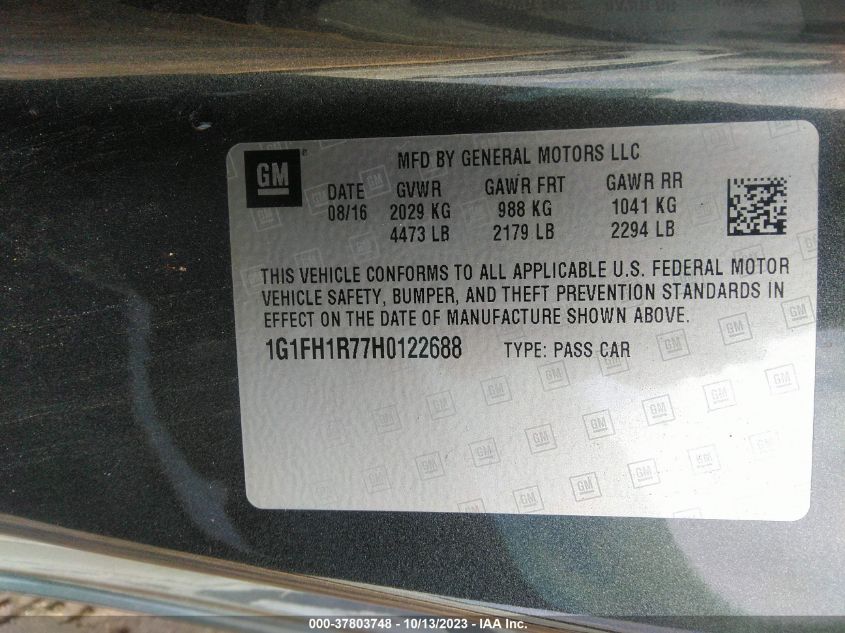 GM
MFD BY GENERAL MOTORS LLC
DATE GVWR GAWR FRT GAWR RR
08/16 2029 KG 988 KG 1041 KG
4473 LB 2179 LB 2294 LB
THIS VEHICLE CONFORMS TO ALL APPLICABLE U.S. FEDERAL MOTOR
VEHICLE SAFETY, BUMPER, AND THEFT PREVENTION STANDARDS IN
EFFECT ON THE DATE OF MANUFACTURE SHOWN ABOVE.
1G1FH1R77H0122688 TYPE: PASS CAR
000-37803748 - 10/13/2023 - IAA Inc.